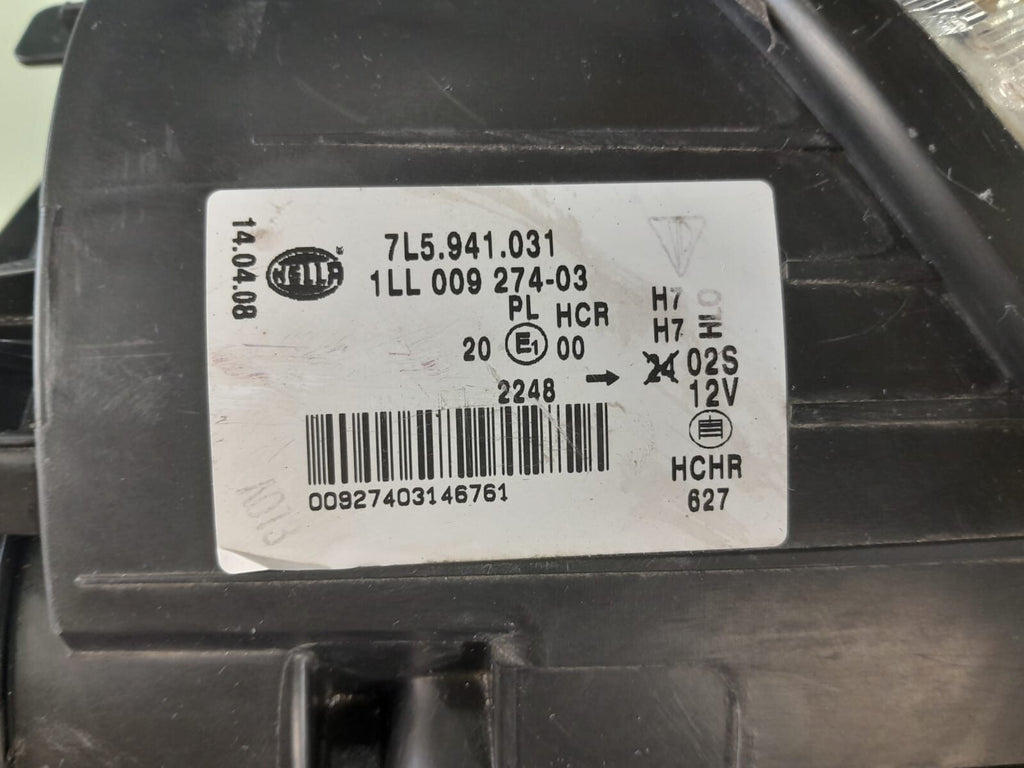 14.04.08
HELLA
7L5.941.031
1LL 009 274-03
PL HCR
20 E1 00
2248
H7
H7
HL
24 02S
12V
HCHR
627
00927403146761